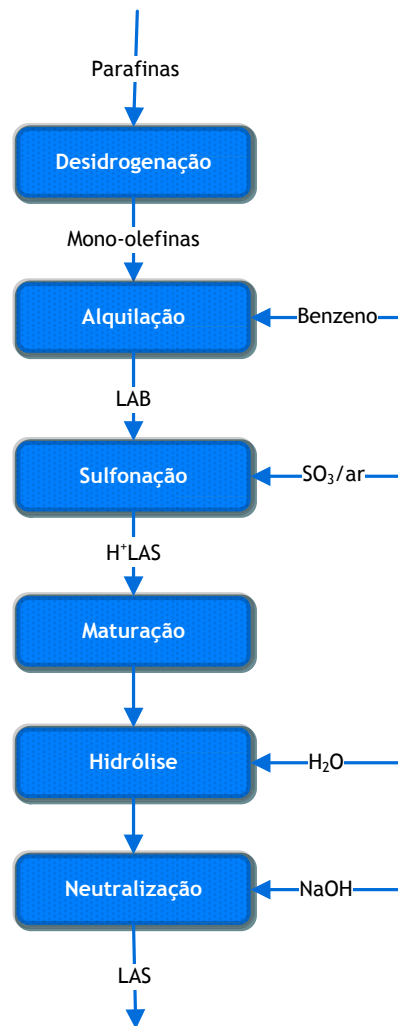 Parafinas
Desidrogenação
Mono-olefinas
Alquilação
Benzeno
LAB
Sulfonação
SO₃/ar
H⁺LAS
Maturação
Hidrólise
H₂O
Neutralização
NaOH
LAS